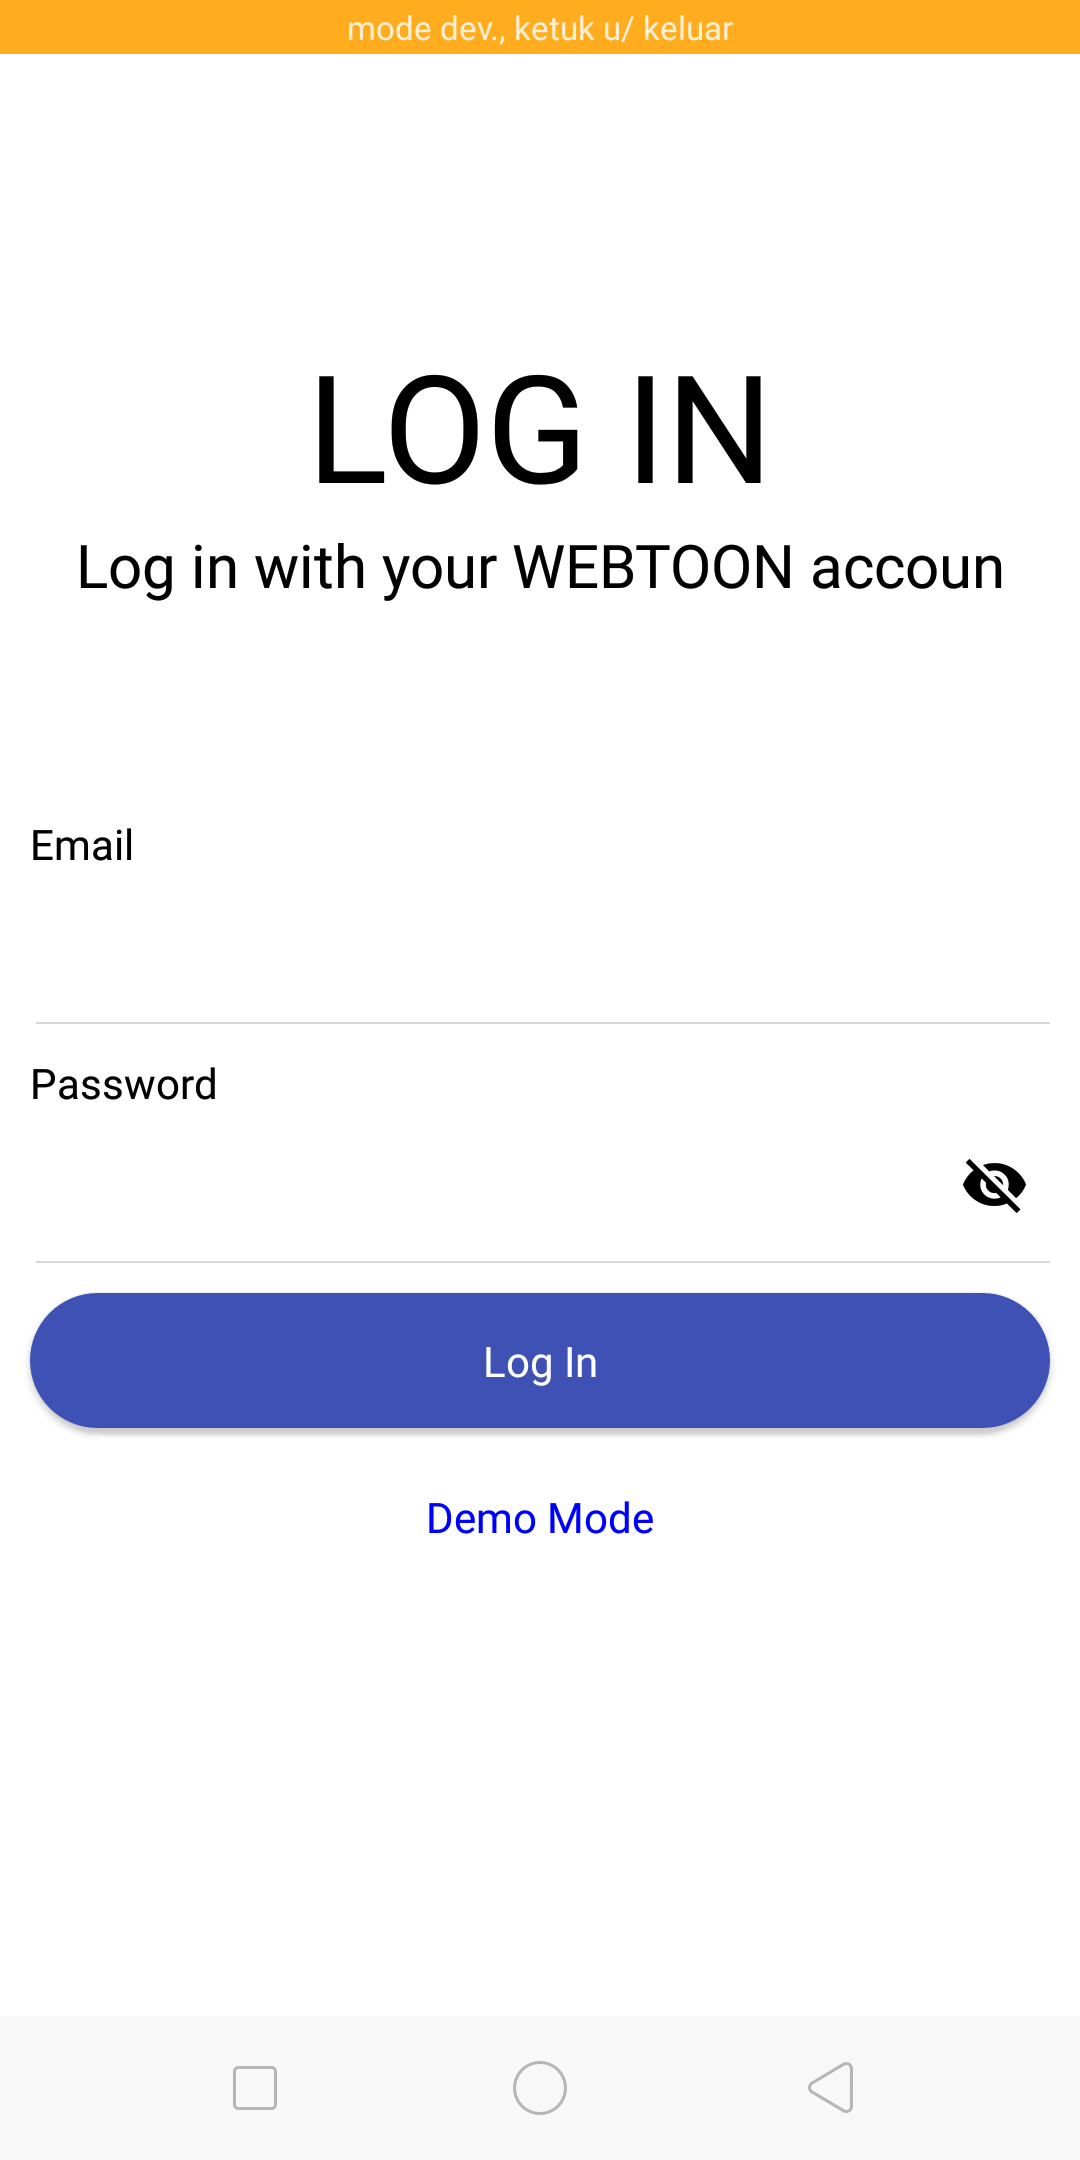 mode dev., ketuk u/ keluar
LOG IN
Log in with your WEBTOON accoun
Email
Password
Log In
Demo Mode